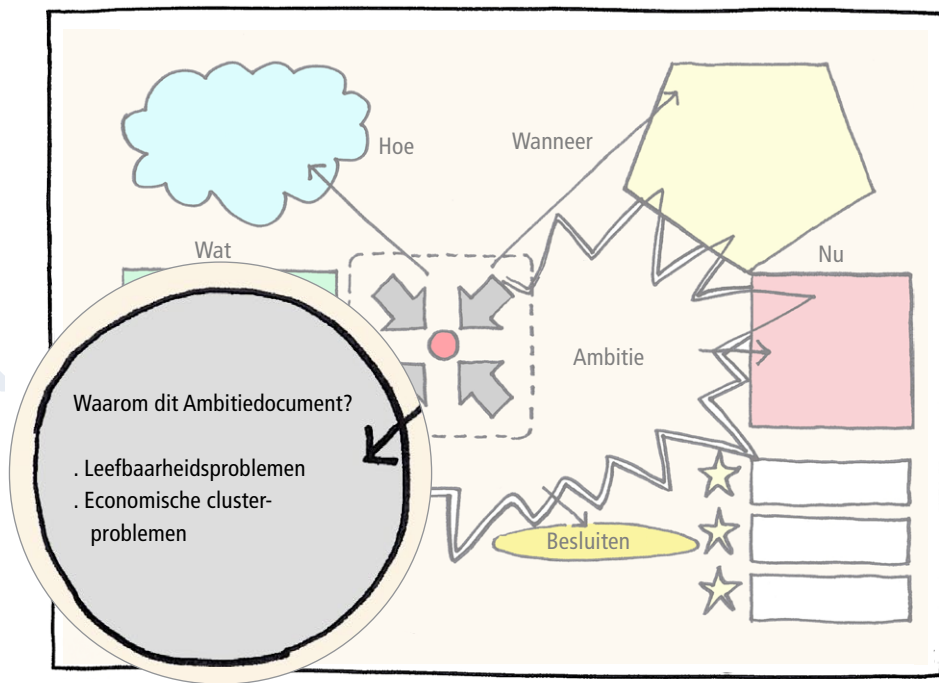 Hoe
Wanneer
Wat
Nu
Ambitie
Waarom dit Ambitiedocument?
. Leefbaarheidsproblemen
. Economische cluster-
problemen
Besluiten